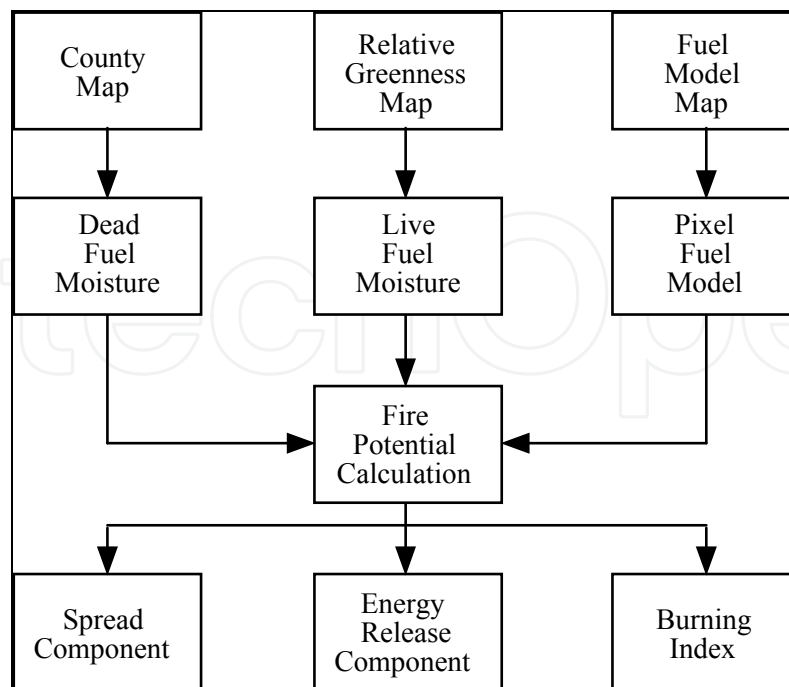 County
Map
Relative
Greenness
Map
Fuel
Model
Map
Dead
Fuel
Moisture
Live
Fuel
Moisture
Pixel
Fuel
Model
Fire
Potential
Calculation
Spread
Component
Energy
Release
Component
Burning
Index